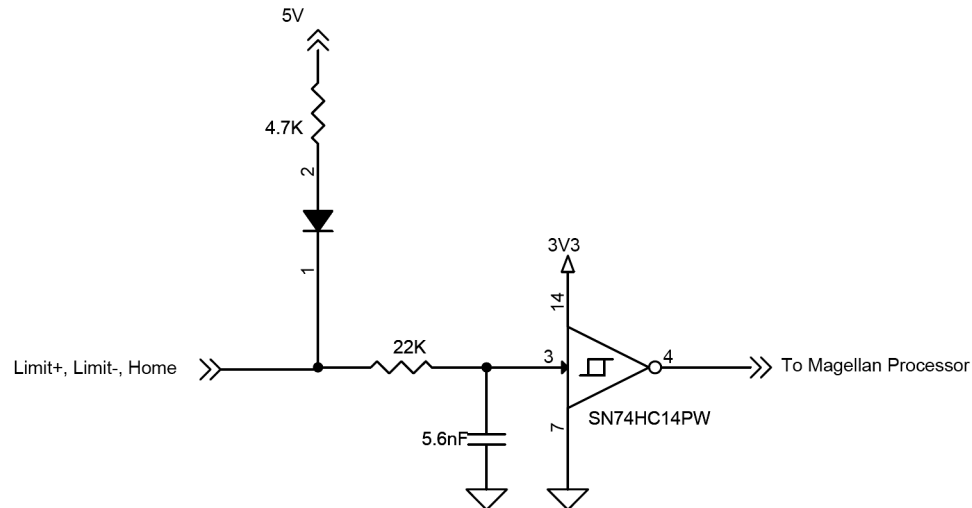 5V
4.7K
2
1
3V3
14
Limit+, Limit-, Home
22K
3
4
To Magellan Processor
SN74HC14PW
7
5.6nF